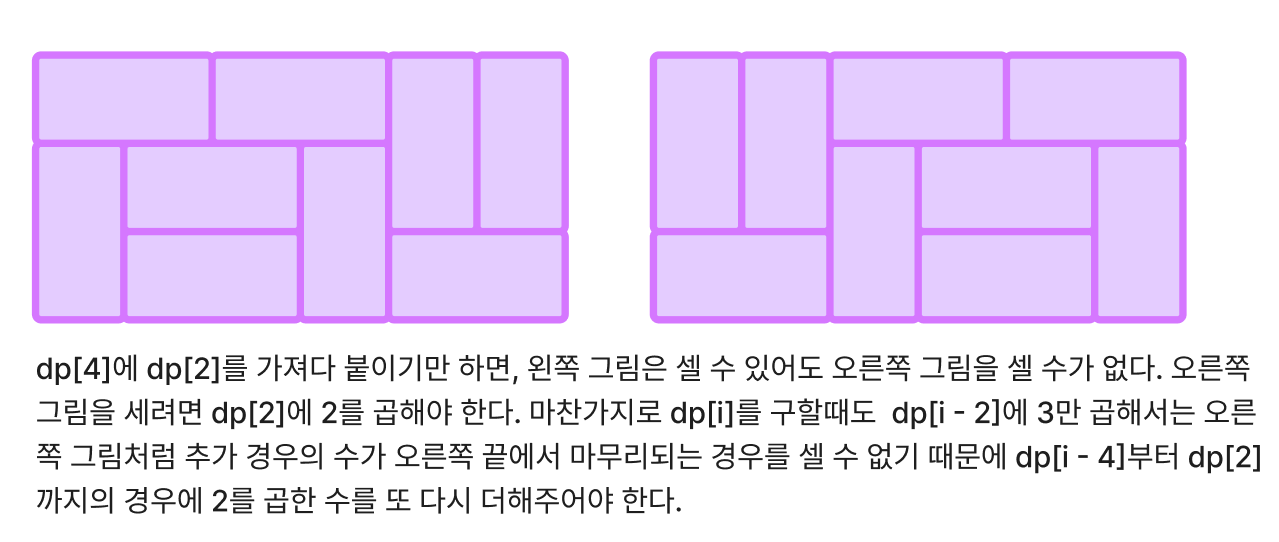 dp[4]에 dp[2]를 가져다 붙이기만 하면, 왼쪽 그림은 셀 수 있어도 오른쪽 그림을 셀 수가 없다. 오른쪽
그림을 세려면 dp[2]에 2를 곱해야 한다. 마찬가지로 dp[i]를 구할때도  dp[i - 2]에 3만 곱해서는 오른
쪽 그림처럼 추가 경우의 수가 오른쪽 끝에서 마무리되는 경우를 셀 수 없기 때문에 dp[i - 4]부터 dp[2]
까지의 경우에 2를 곱한 수를 또 다시 더해주어야 한다.